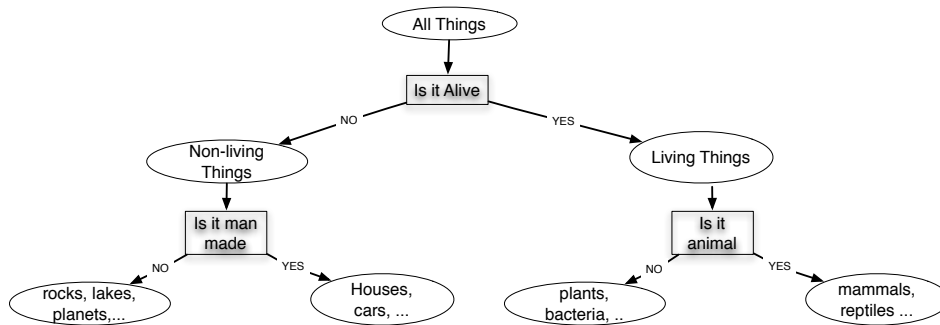 All Things
Is it Alive
NO
YES
Non-living
Things
Living Things
Is it man
made
Is it
animal
NO
YES
NO
YES
rocks, lakes,
planets,...
Houses,
cars, ...
plants,
bacteria, ..
mammals,
reptiles ...